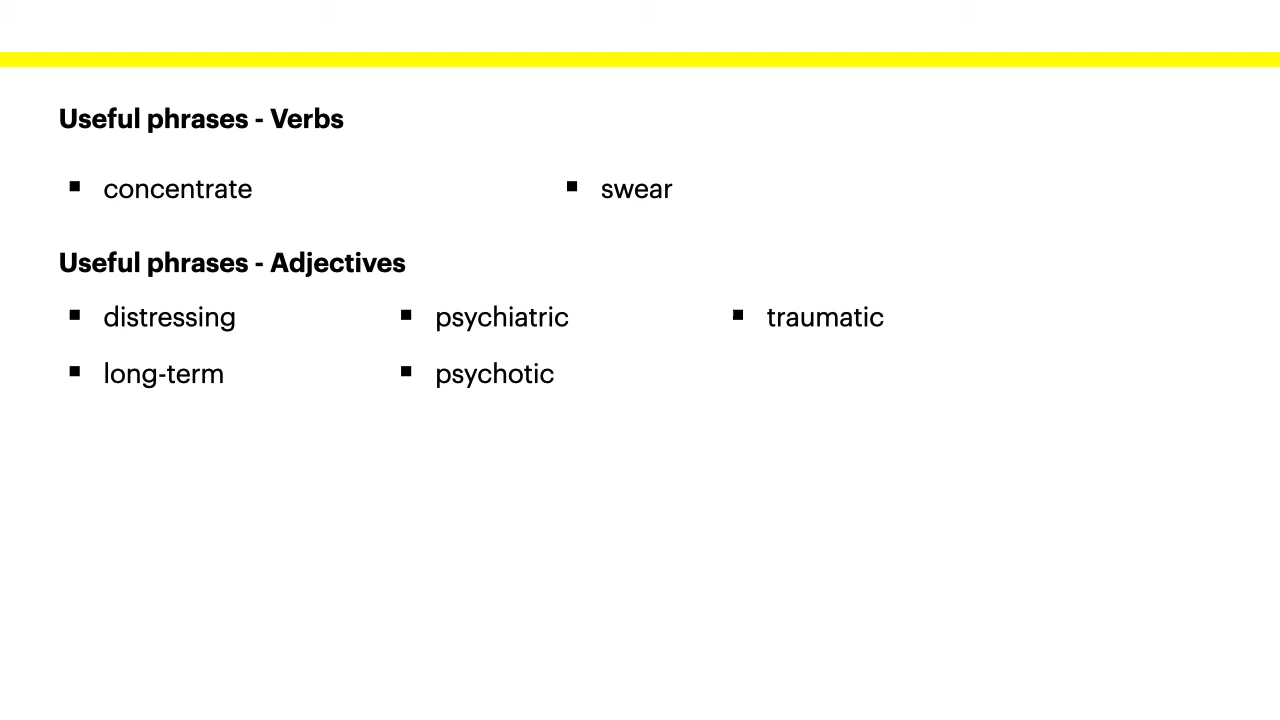 Useful phrases - Verbs
▪ concentrate ▪ swear
Useful phrases - Adjectives
▪ distressing ▪ psychiatric ▪ traumatic
▪ long-term ▪ psychotic